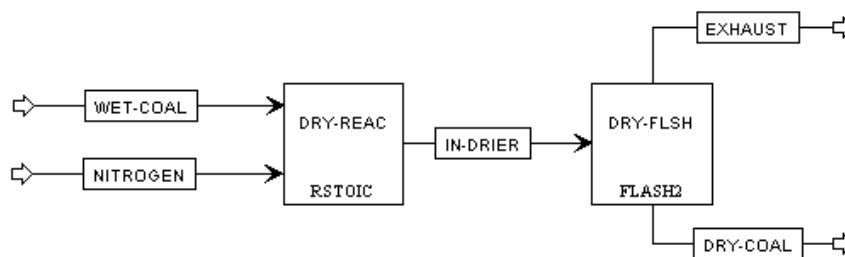 EXHAUST
WET-COAL
DRY-REAC
IN-DRIER
DRY-FLSH
NITROGEN
RSTOIC
FLASH2
DRY-COAL